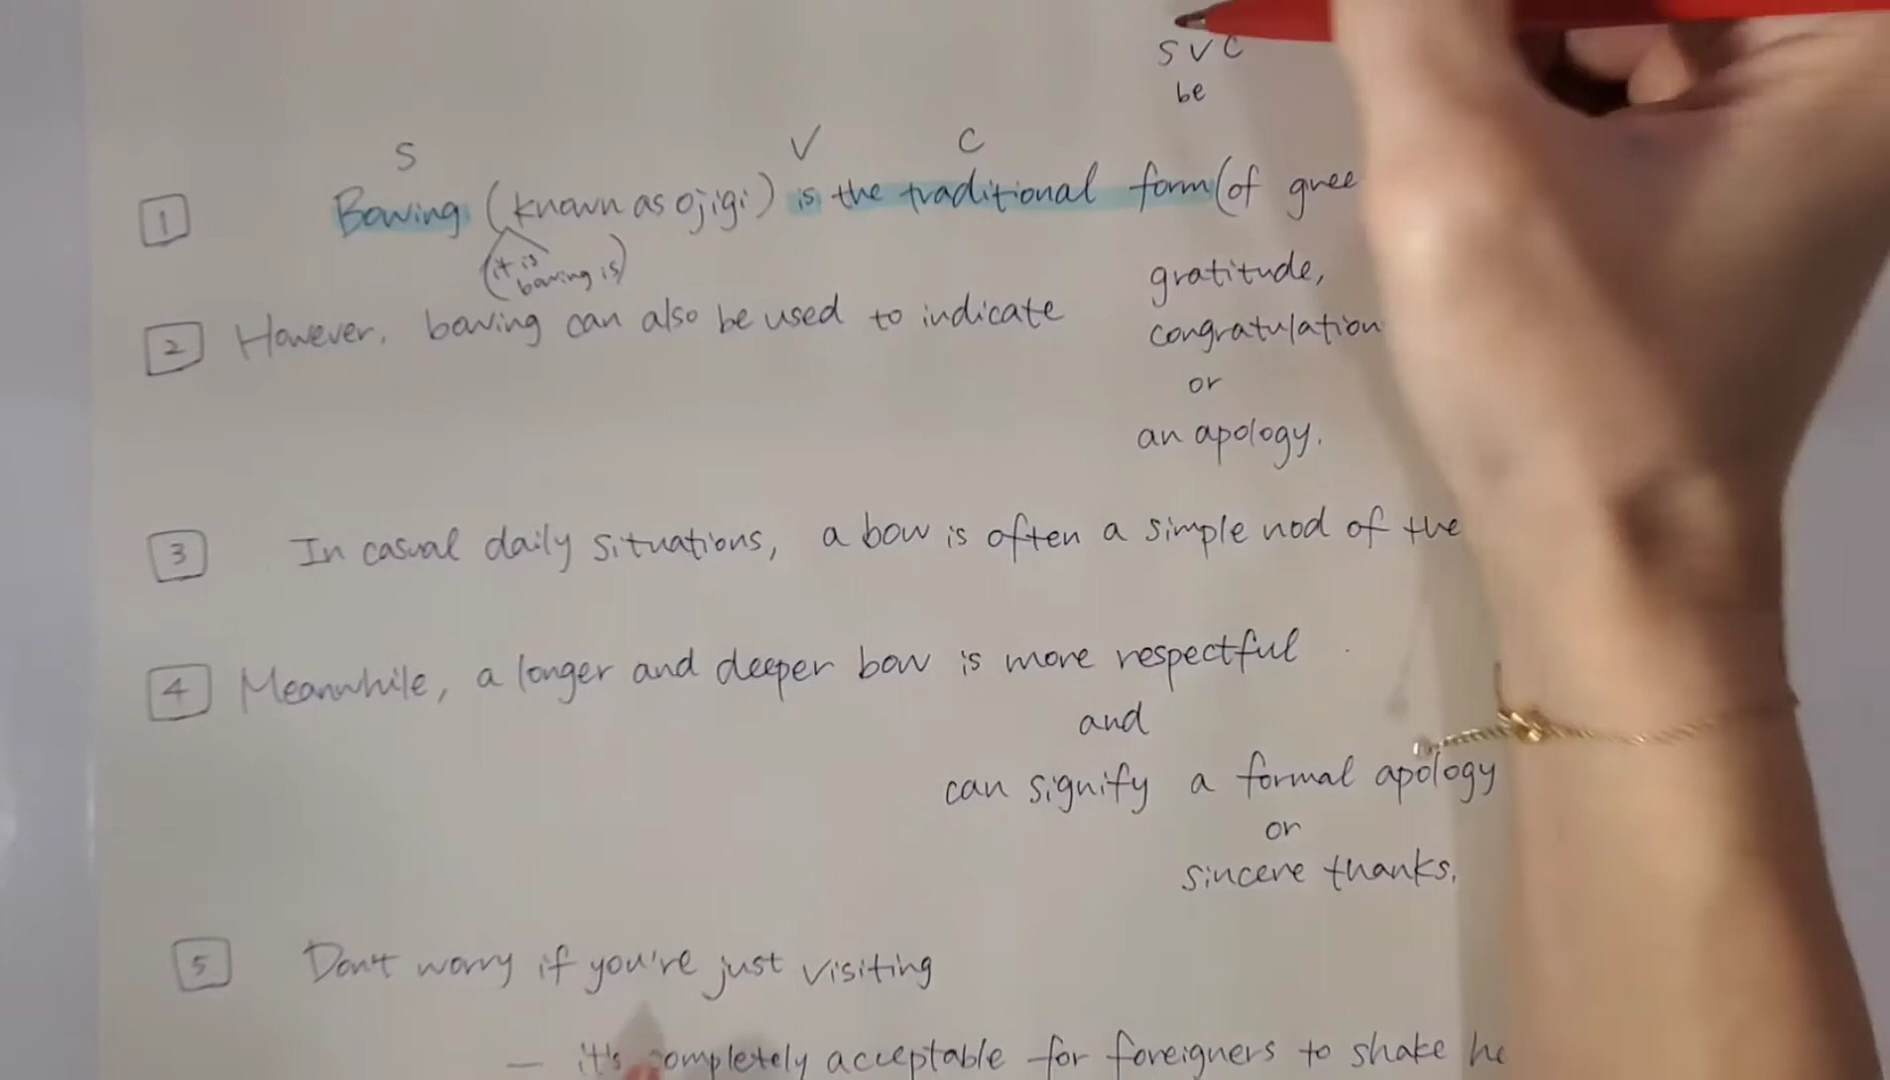 S V C
be
S V C
1 Bowing (known as ojigi) is the traditional form (of gree
(it is
bowing is)
gratitude,
2 However, bowing can also be used to indicate congratulation
or
an apology.
3 In casual daily situations, a bow is often a simple nod of the
4 Meanwhile, a longer and deeper bow is more respectful
and
can signify a formal apology
or
sincere thanks.
5 Don't worry if you're just visiting
— it's completely acceptable for foreigners to shake